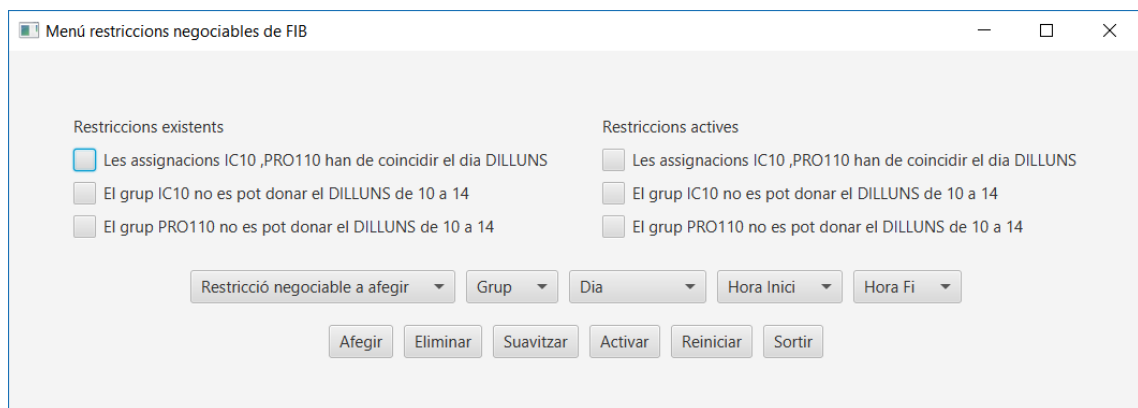 Menú restriccions negociables de FIB
Restriccions existents
Les assignacions IC10 ,PRO110 han de coincidir el dia DILLUNS
El grup IC10 no es pot donar el DILLUNS de 10 a 14
El grup PRO110 no es pot donar el DILLUNS de 10 a 14
Restriccions actives
Les assignacions IC10 ,PRO110 han de coincidir el dia DILLUNS
El grup IC10 no es pot donar el DILLUNS de 10 a 14
El grup PRO110 no es pot donar el DILLUNS de 10 a 14
Restricció negociable a afegir Grup Dia Hora Inici Hora Fi
Afegir Eliminar Suavitzar Activar Reiniciar Sortir